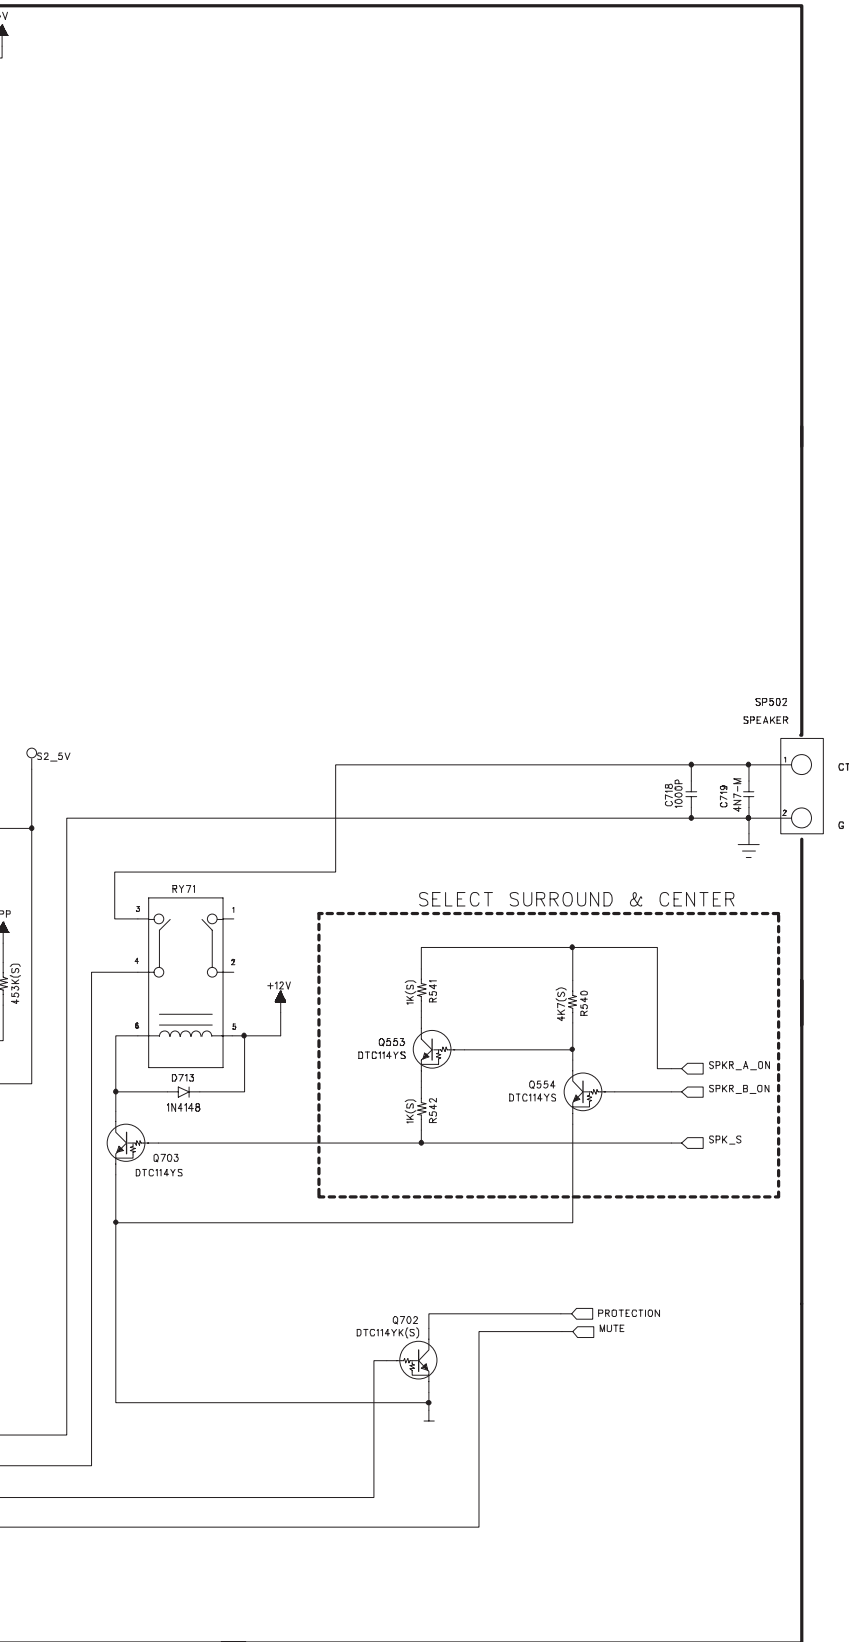 SP502
SPEAKER
S2_5V
1
CT
C718
1000P
C719
4N7-M
2
G
RY71
SELECT SURROUND & CENTER
3
1
453K(S)
4
2
+12V
1K(S)
R541
4K7(S)
R540
6
5
Q553
DTC114YS
SPKR_A_ON
D713
1N4148
Q554
DTC114YS
SPKR_B_ON
1K(S)
R542
SPK_S
Q703
DTC114YS
Q702
DTC114YK(S)
PROTECTION
MUTE